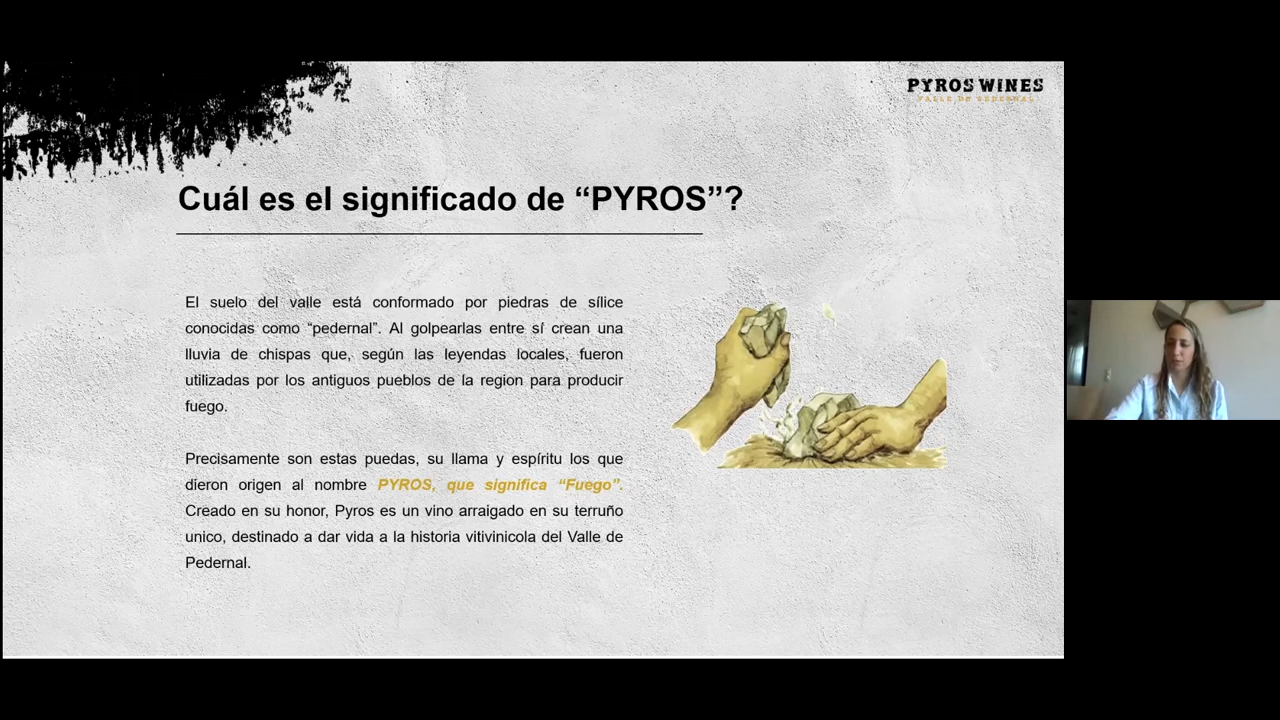 PYROS WINES
VALLE DE PEDERNAL
Cuál es el significado de “PYROS”?
El suelo del valle está conformado por piedras de sílice
conocidas como “pedernal”. Al golpearlas entre sí crean una
lluvia de chispas que, según las leyendas locales, fueron
utilizadas por los antiguos pueblos de la region para producir
fuego.
Precisamente son estas puedas, su llama y espíritu los que
dieron origen al nombre PYROS, que significa “Fuego”.
Creado en su honor, Pyros es un vino arraigado en su terruño
unico, destinado a dar vida a la historia vitivinicola del Valle de
Pedernal.